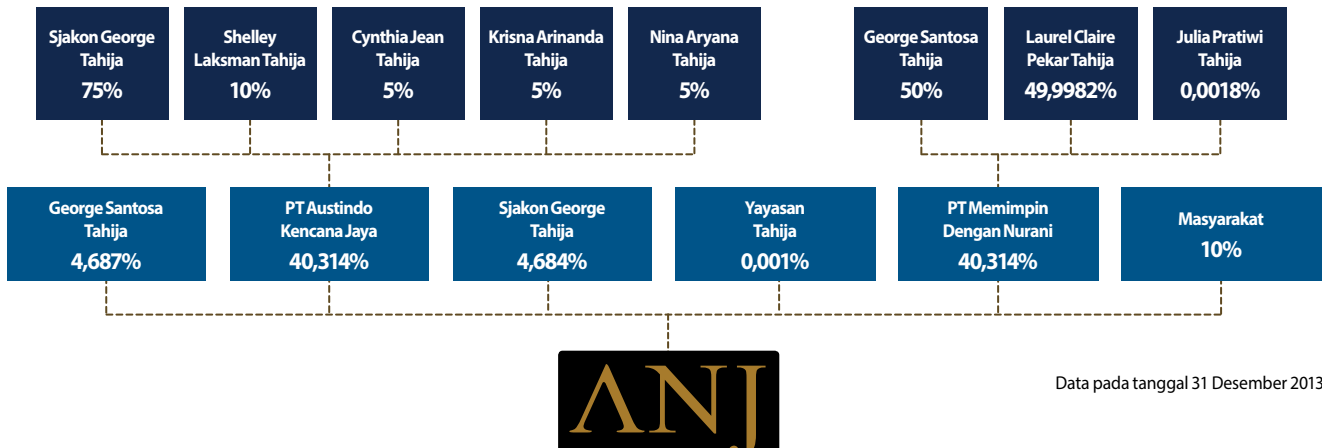 Sjakon George
Tahija
75%
Shelley
Laksman Tahija
10%
Cynthia Jean
Tahija
5%
Krisna Arinanda
Tahija
5%
Nina Aryana
Tahija
5%
George Santosa
Tahija
50%
Laurel Claire
Pekar Tahija
49,9982%
Julia Pratiwi
Tahija
0,0018%
George Santosa
Tahija
4,687%
PT Austindo
Kencana Jaya
40,314%
Sjakon George
Tahija
4,684%
Yayasan
Tahija
0,001%
PT Memimpin
Dengan Nurani
40,314%
Masyarakat
10%
ANJ
Data pada tanggal 31 Desember 2013